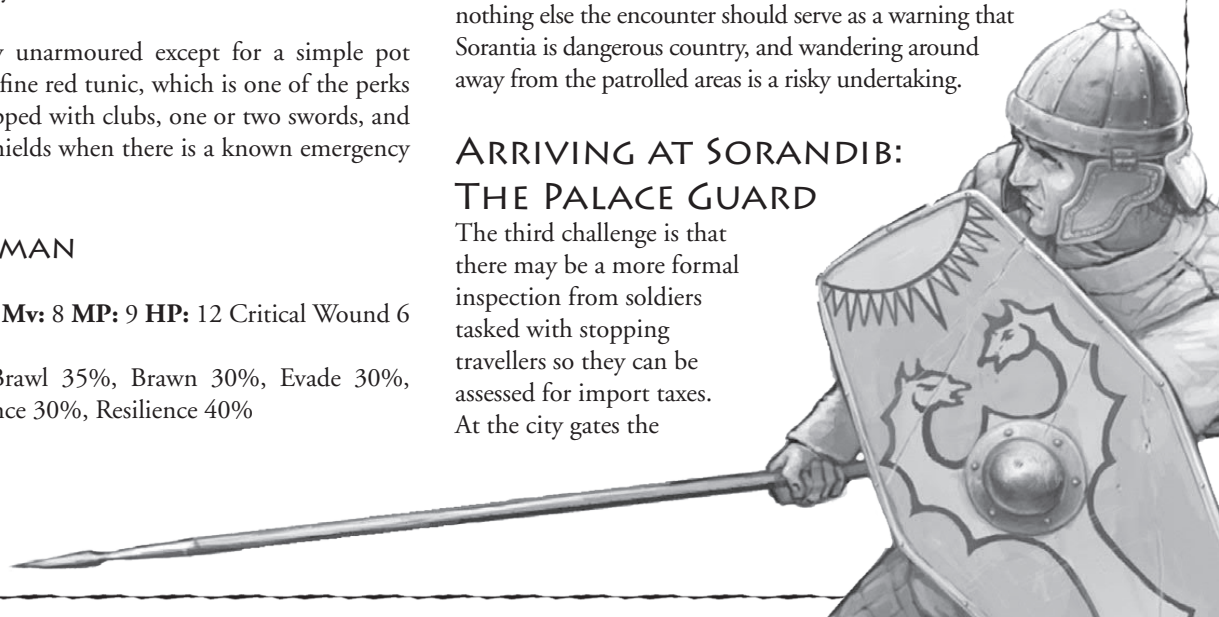 unarmoured except for a simple pot
fine red tunic, which is one of the perks
with clubs, one or two swords, and
when there is a known emergency
Mv: 8 MP: 9 HP: 12 Critical Wound 6
Brawl 35%, Brawn 30%, Evade 30%,
30%, Resilience 40%
nothing else the encounter should serve as a warning that
Sorantia is dangerous country, and wandering around
away from the patrolled areas is a risky undertaking.
Arriving at Sorandib:
The Palace Guard
The third challenge is that
there may be a more formal
inspection from soldiers
tasked with stopping
travellers so they can be
assessed for import taxes.
At the city gates the